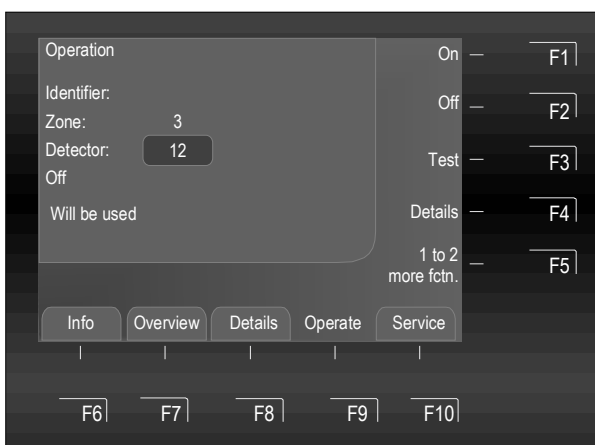 Operation
Identifier:
Zone: 3
Detector: 12
Off
Will be used
On
F1
Off
F2
Test
F3
Details
F4
1 to 2
more fctn.
F5
Info Overview Details Operate Service
F6 F7 F8 F9 F10